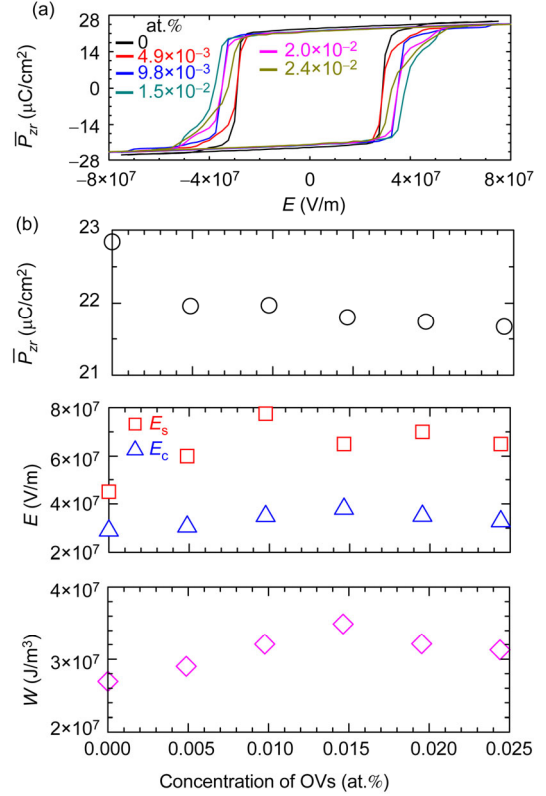 (a)
at.%
0
4.9×10⁻³
9.8×10⁻³
1.5×10⁻²
2.0×10⁻²
2.4×10⁻²
28
24
14
0
−14
−24
−28
P̅zr (μC/cm²)
−8×10⁷ −4×10⁷ 0 4×10⁷ 8×10⁷
E (V/m)
(b)
23
22
21
P̅zr (μC/cm²)
8×10⁷
6×10⁷
4×10⁷
2×10⁷
E (V/m)
Es
Ec
4×10⁷
3×10⁷
2×10⁷
W (J/m³)
0.000 0.005 0.010 0.015 0.020 0.025
Concentration of OVs (at.%)